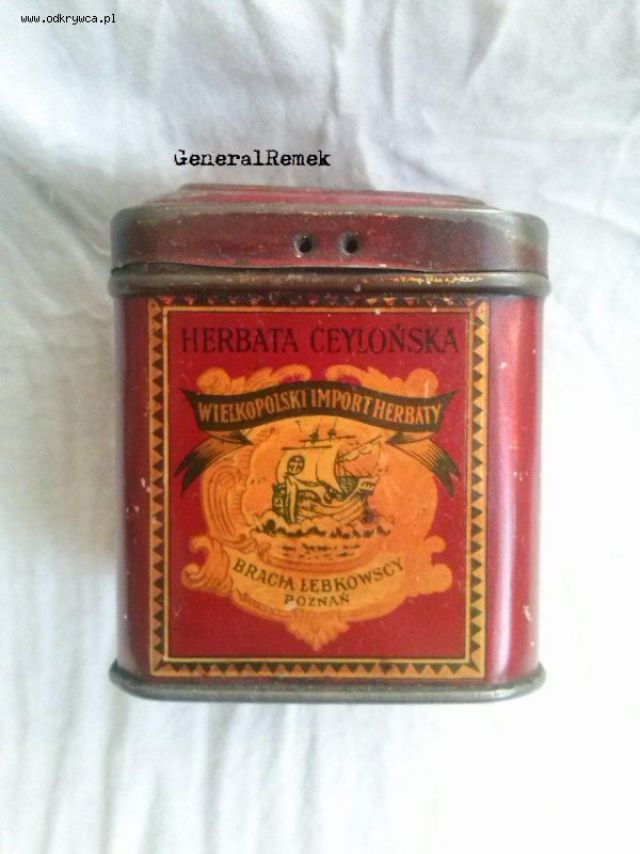 www.odkrywca.pl
GeneralRemek
HERBATA CEYLOŃSKA
WIELKOPOLSKI IMPORT HERBATY
BRACIA ŁEBKOWSCY
POZNAŃ